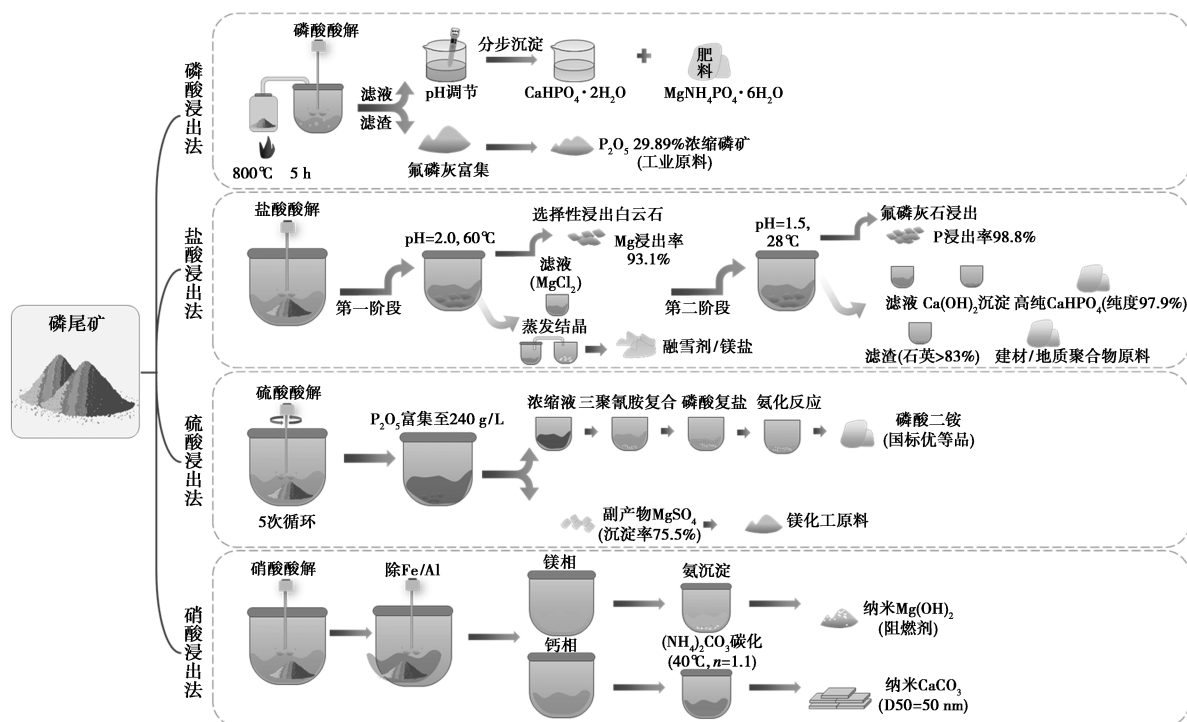 磷尾矿
磷酸浸出法
磷酸酸解
800℃ 5 h
滤液
滤渣
pH调节
分步沉淀
CaHPO₄·2H₂O
+
肥料
MgNH₄PO₄·6H₂O
氟磷灰富集
P₂O₅ 29.89%浓缩磷矿
(工业原料)
盐酸浸出法
盐酸酸解
第一阶段
pH=2.0, 60℃
选择性浸出白云石
Mg浸出率
93.1%
滤液
(MgCl₂)
蒸发结晶
融雪剂/镁盐
第二阶段
pH=1.5,
28℃
氟磷灰石浸出
P浸出率98.8%
滤液 Ca(OH)₂沉淀 高纯CaHPO₄(纯度97.9%)
滤渣(石英>83%)
建材/地质聚合物原料
硫酸浸出法
硫酸酸解
5次循环
P₂O₅富集至240 g/L
浓缩液 三聚氰胺复合 磷酸复盐 氨化反应
磷酸二铵
(国标优等品)
副产物MgSO₄
(沉淀率75.5%)
镁化工原料
硝酸浸出法
硝酸酸解
除Fe/Al
镁相
氨沉淀
纳米Mg(OH)₂
(阻燃剂)
钙相
(NH₄)₂CO₃碳化
(40℃, n=1.1)
纳米CaCO₃
(D50=50 nm)